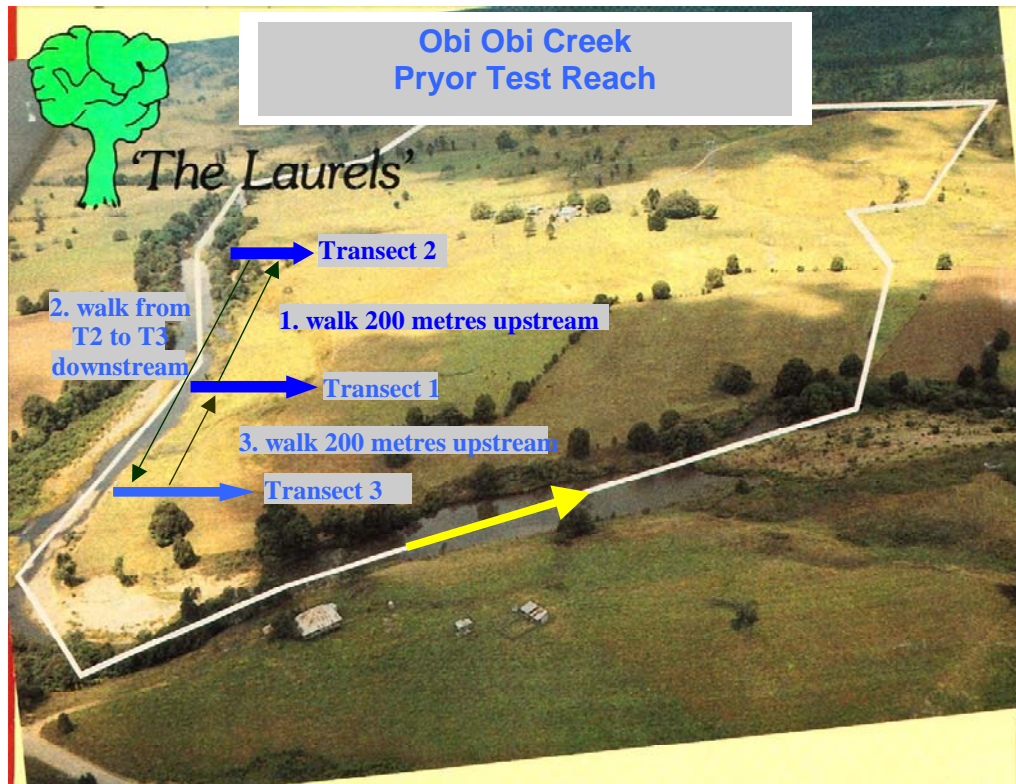 Obi Obi Creek
Pryor Test Reach
'The Laurels'
Transect 2
2. walk from
T2 to T3
downstream
1. walk 200 metres upstream
Transect 1
3. walk 200 metres upstream
Transect 3